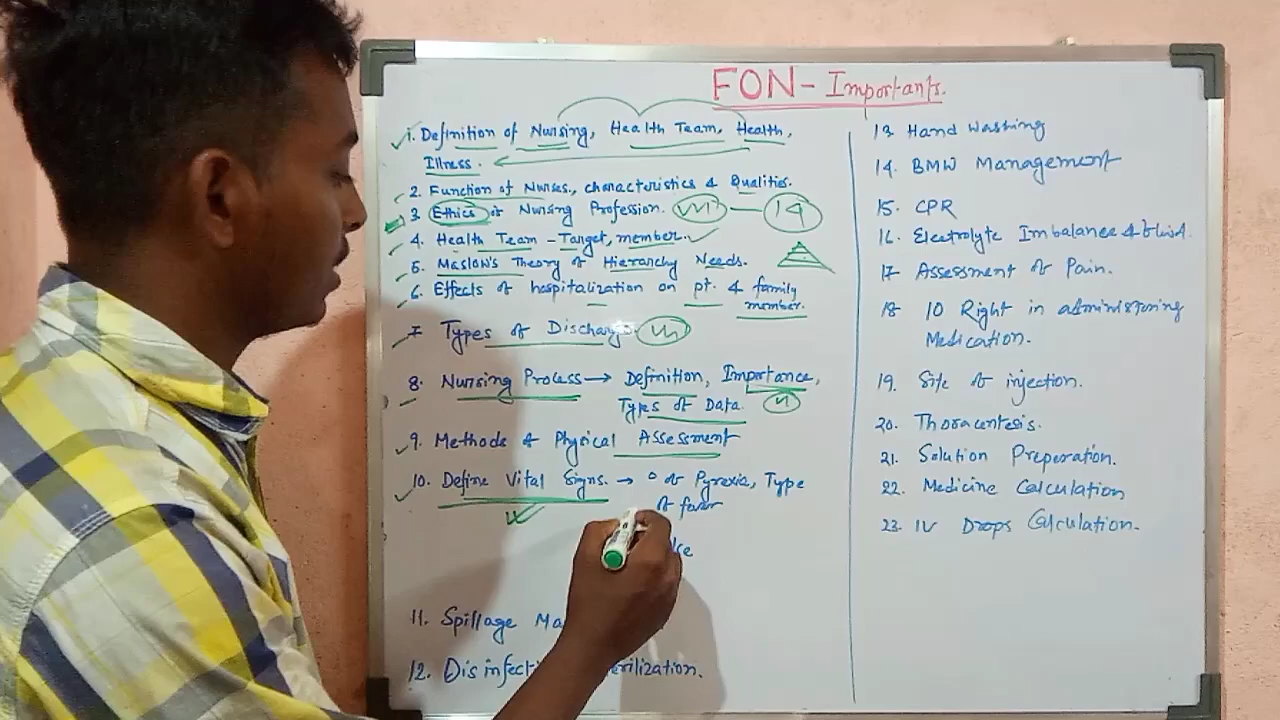 FON - Importants.
1. Definition of Nursing, Health Team, Health,
Illness.
2. Function of Nurses., characteristics & Qualities.
3. Ethics of Nursing Profession. 14
4. Health Team - Target, member.
5. Maslow's Theory of Hierarchy Needs.
6. Effects of hospitalization on pt. & family
member.
7 Types of Discharge.
8. Nursing Process → Definition, Importance,
Types of Data.
9. Methods of Physical Assessment
10. Define Vital Signs. → ° of Pyrexia, Type
of fever
11. Spillage
12. Disinfecti
13 Hand Washing
14. BMW Management
15. CPR
16. Electrolyte Imbalance &
17 Assessment of Pain.
18 10 Right in administering
Medication.
19. Site of injection.
20. Thoracentesis.
21. Solution Preperation.
22. Medicine Calculation
23. IV Drops Calculation.